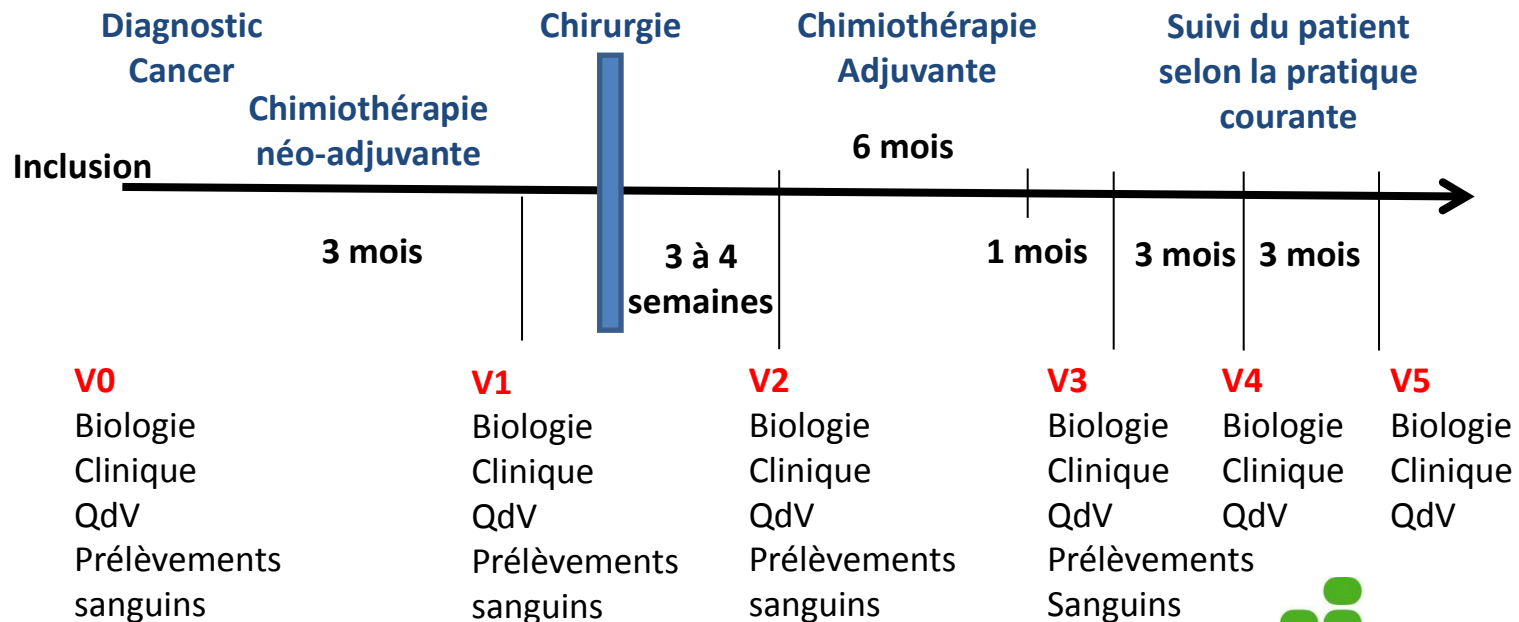 Diagnostic
Cancer
Chimiothérapie
néo-adjuvante
Chirurgie
Chimiothérapie
Adjuvante
Suivi du patient
selon la pratique
courante
Inclusion
6 mois
3 mois
3 à 4
semaines
1 mois
3 mois
3 mois
V0
Biologie
Clinique
QdV
Prélèvements
sanguins
V1
Biologie
Clinique
QdV
Prélèvements
sanguins
V2
Biologie
Clinique
QdV
Prélèvements
sanguins
V3
Biologie
Clinique
QdV
Prélèvements
Sanguins
V4
Biologie
Clinique
QdV
V5
Biologie
Clinique
QdV